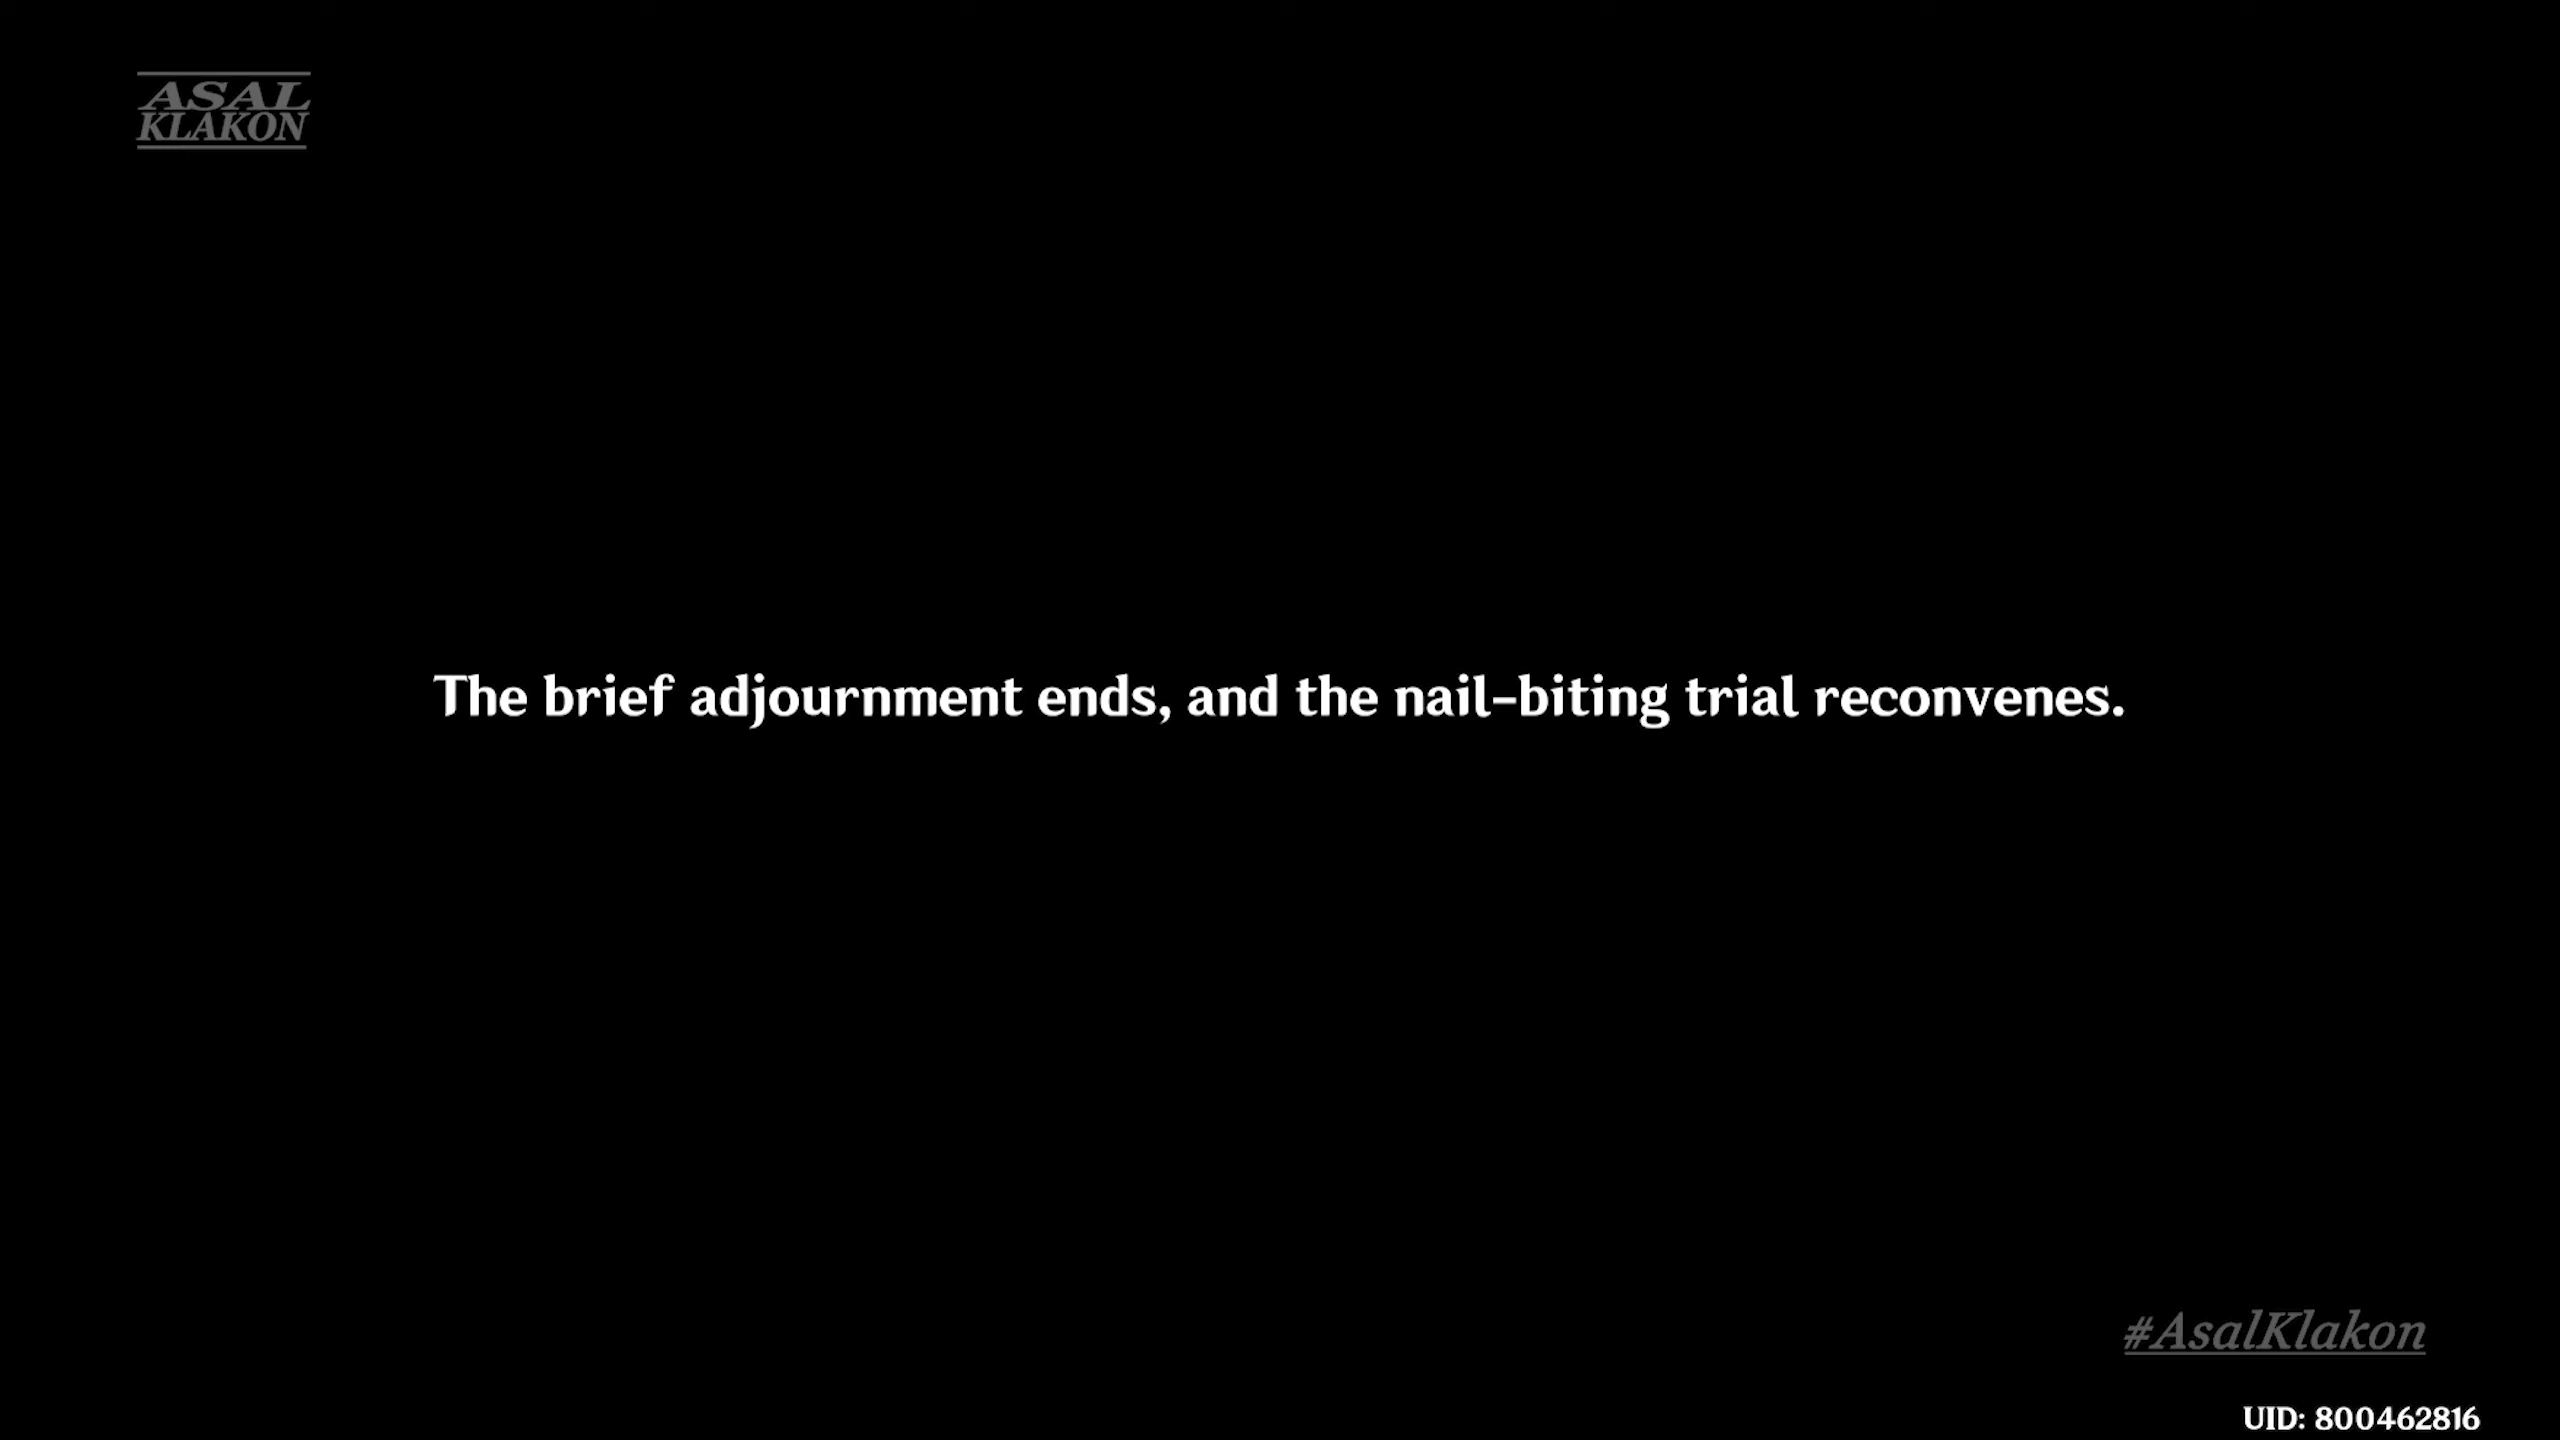 ASAL
KLAKON
The brief adjournment ends, and the nail-biting trial reconvenes.
#AsalKlakon
UID: 800462816